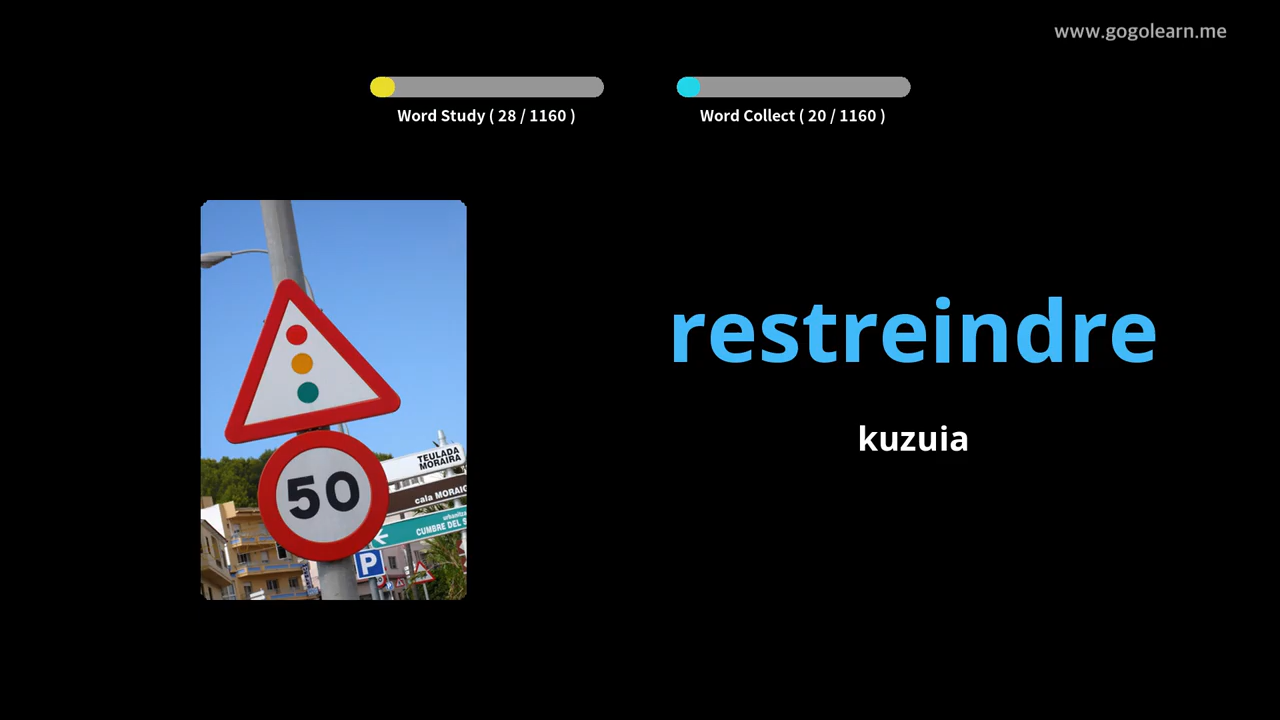 www.gogolearn.me
Word Study ( 28 / 1160 )
Word Collect ( 20 / 1160 )
restreindre
kuzuia
50
TEULADA
MORAIRA
cala
CUMBRE DEL
P